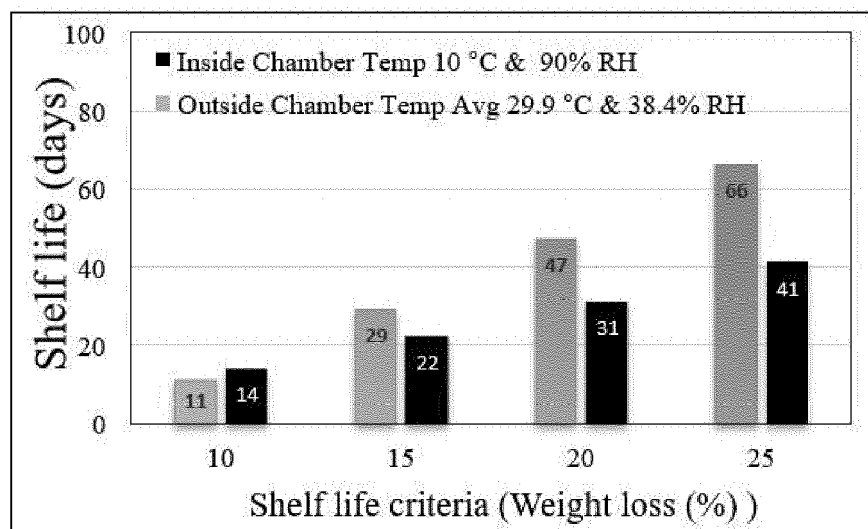 100
80
60
40
20
0
Shelf life (days)
Inside Chamber Temp 10 °C & 90% RH
Outside Chamber Temp Avg 29.9 °C & 38.4% RH
11 14 29 22 47 31 66 41
10 15 20 25
Shelf life criteria (Weight loss (%) )